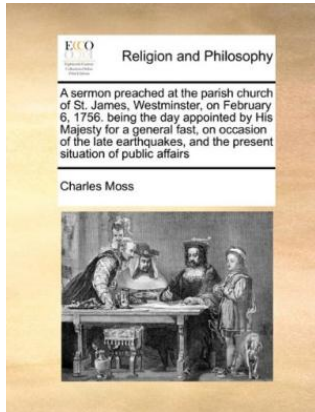 ECCO
Religion and Philosophy
A sermon preached at the parish church
of St. James, Westminster, on February
6, 1756. being the day appointed by His
Majesty for a general fast, on occasion
of the late earthquakes, and the present
situation of public affairs
Charles Moss